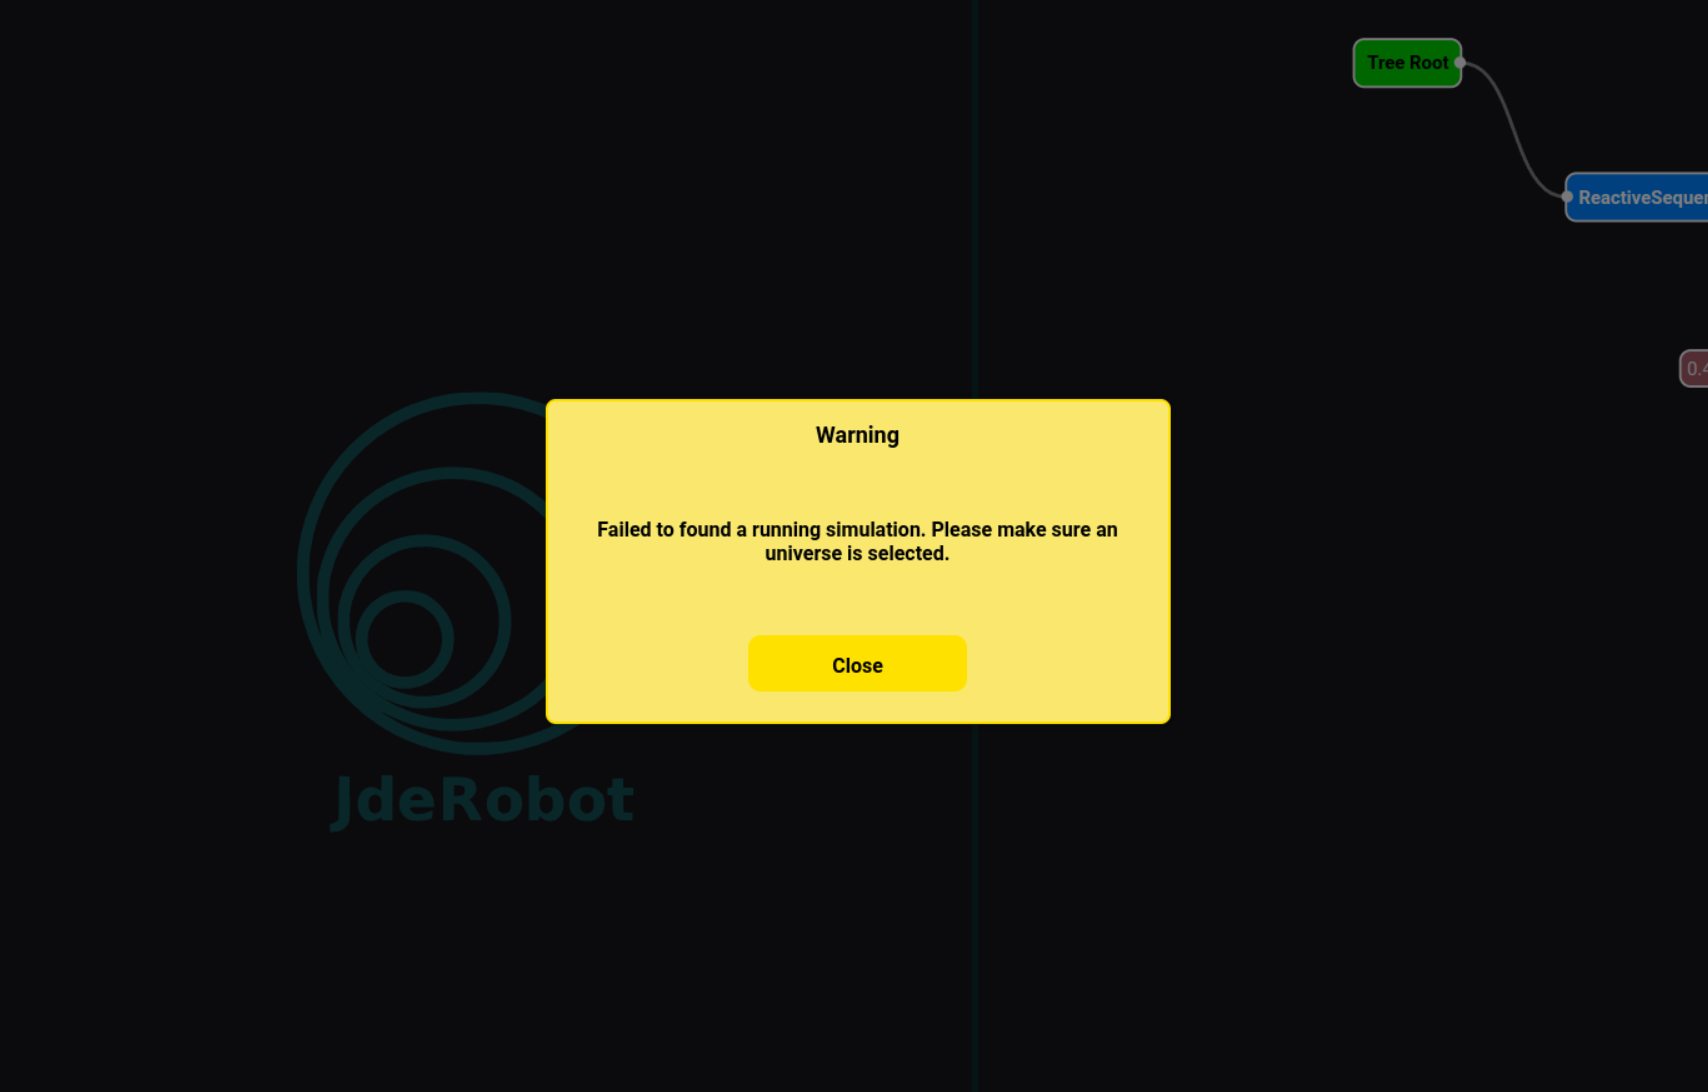 Tree Root
ReactiveSequen
0.4
Warning
Failed to found a running simulation. Please make sure an
universe is selected.
Close
JdeRobot